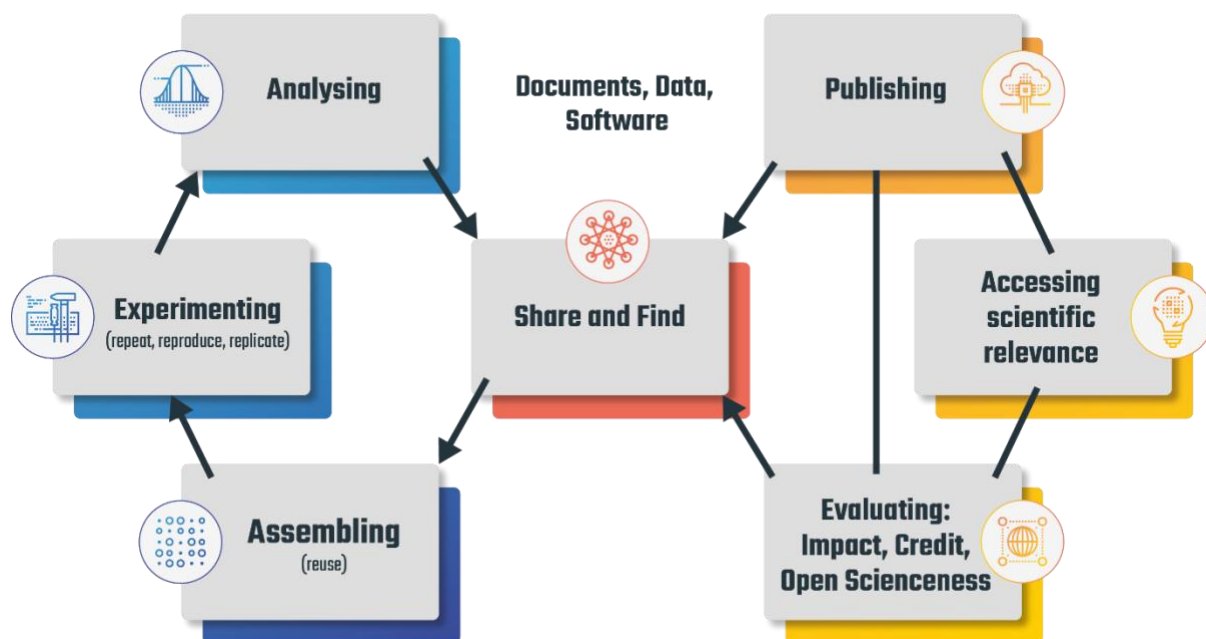 Analysing
Documents, Data,
Software
Publishing
Experimenting
(repeat, reproduce, replicate)
Share and Find
Accessing
scientific
relevance
Assembling
(reuse)
Evaluating:
Impact, Credit,
Open Scienceness